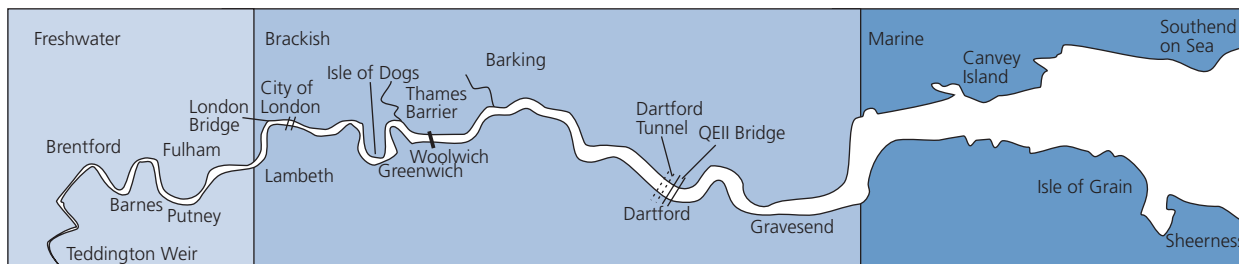 Freshwater
Brentford
Fulham
Barnes
Putney
Teddington Weir
Brackish
London
Bridge
City of
London
Lambeth
Isle of Dogs
Thames
Barrier
Greenwich
Woolwich
Barking
Dartford
Tunnel
QEII Bridge
Dartford
Gravesend
Marine
Canvey
Island
Southend
on Sea
Isle of Grain
Sheerness